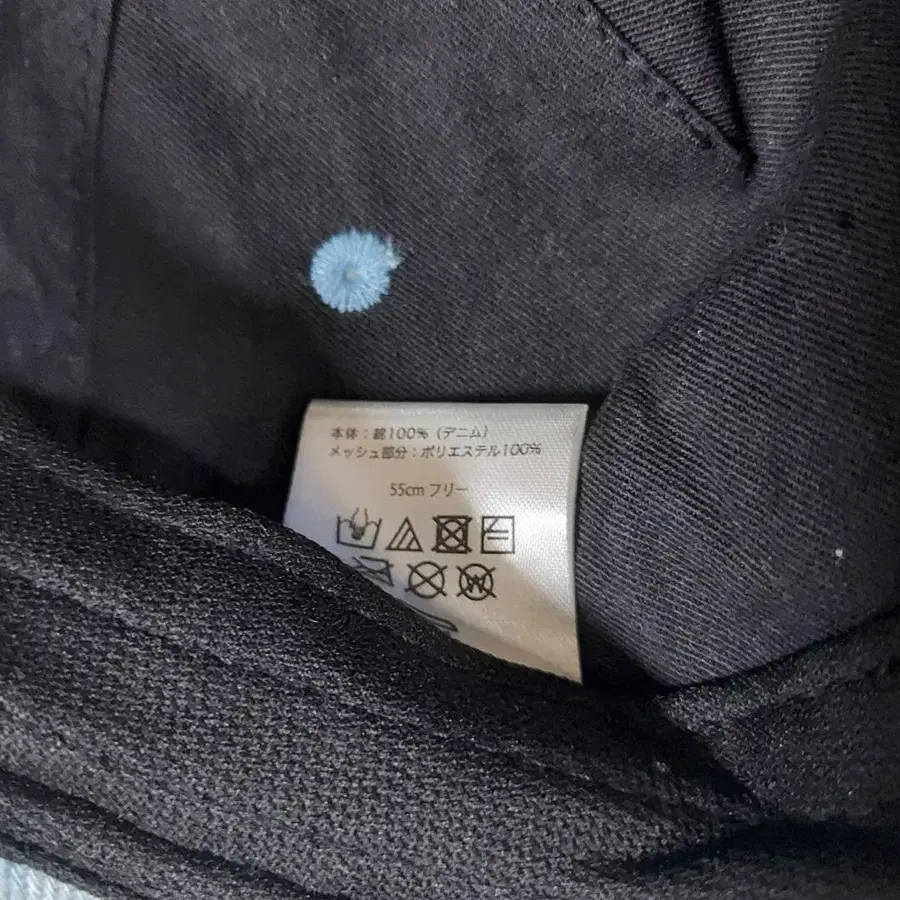 本体：綿100%（デニム）
メッシュ部分：ポリエステル100%
55cm フリー
W